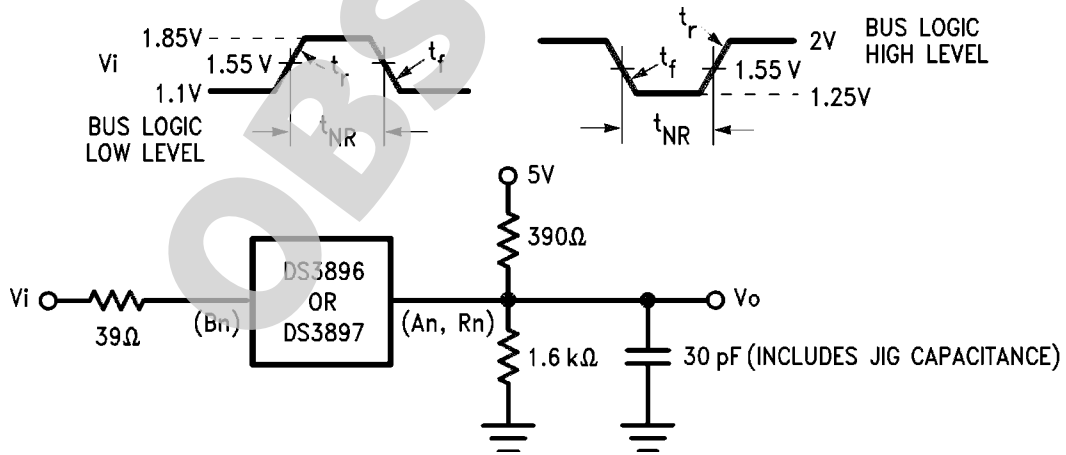 1.85V
Vi
1.55 V
tr
tf
1.1V
BUS LOGIC
LOW LEVEL
tNR
tr
2V
BUS LOGIC
HIGH LEVEL
tf
1.55 V
1.25V
tNR
5V
390Ω
Vi
39Ω
(Bn)
DS3896
OR
DS3897
(An, Rn)
Vo
1.6 kΩ
30 pF (INCLUDES JIG CAPACITANCE)
OBS